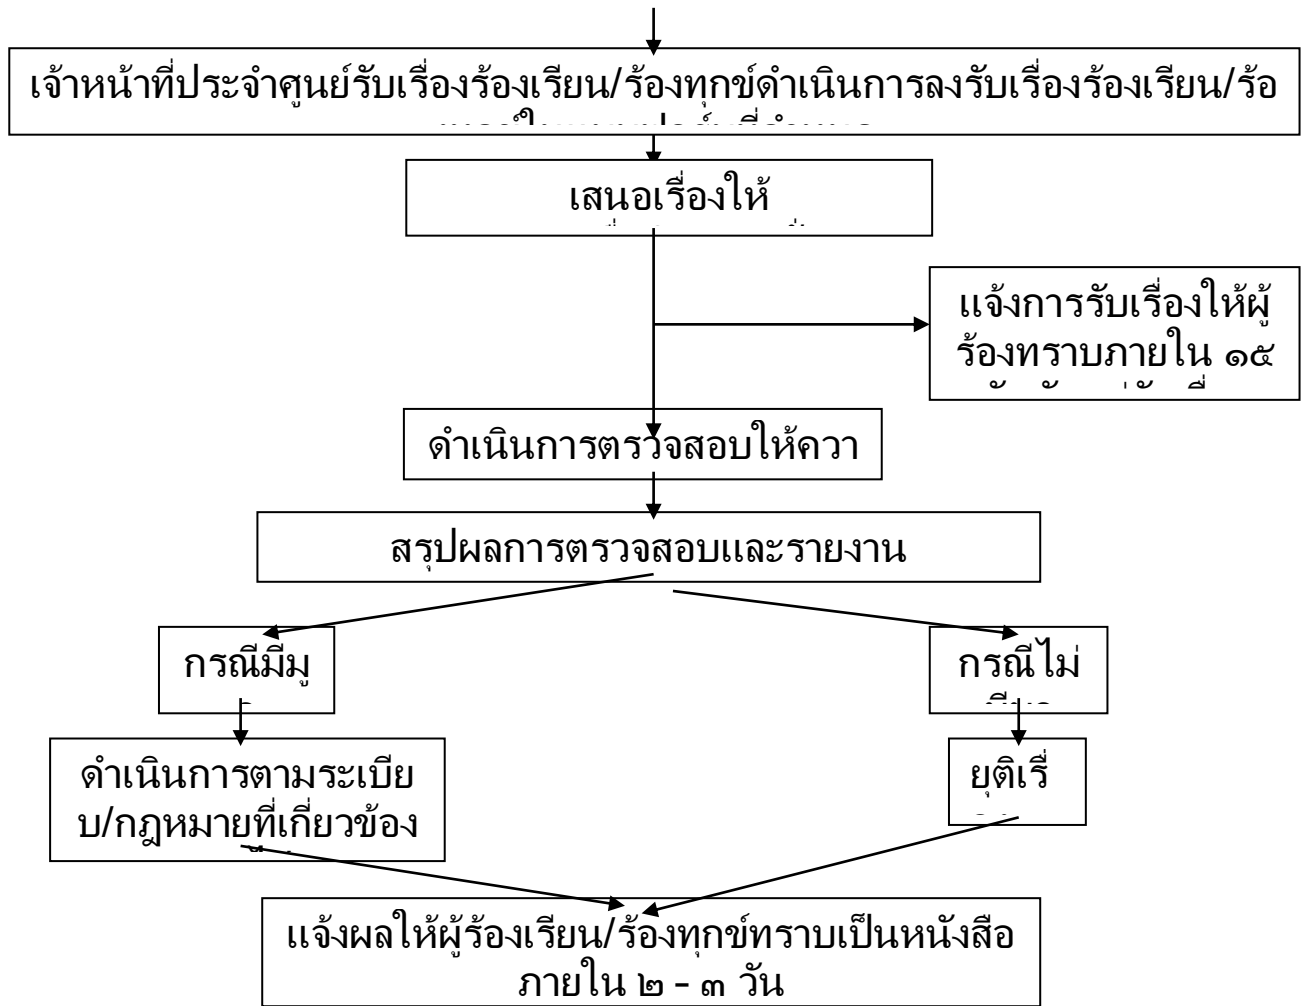 เจ้าหน้าที่ประจำศูนย์รับเรื่องร้องเรียน/ร้องทุกข์ดำเนินการลงรับเรื่องร้องเรียน/ร้อ
เสนอเรื่องให้
แจ้งการรับเรื่องให้ผู้
ร้องทราบภายใน ๑๕
ดำเนินการตรวจสอบให้ควา
สรุปผลการตรวจสอบและรายงาน
กรณีมีมู
กรณีไม่
ดำเนินการตามระเบีย
บ/กฎหมายที่เกี่ยวข้อง
ยุติเรื่
แจ้งผลให้ผู้ร้องเรียน/ร้องทุกข์ทราบเป็นหนังสือ
ภายใน ๒ - ๓ วัน